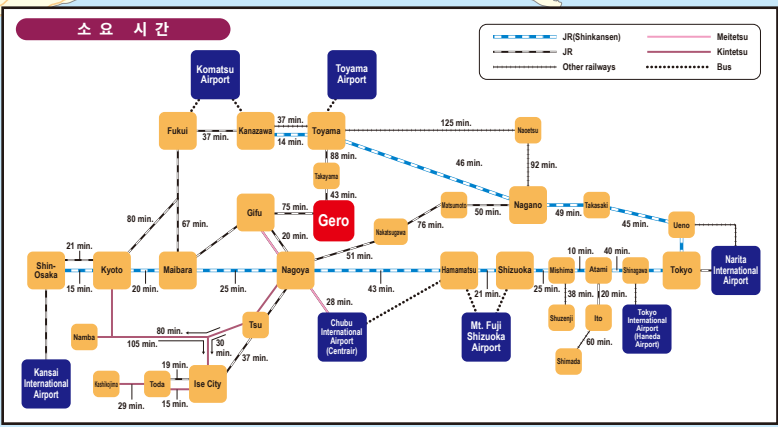 소 요 시 간
JR(Shinkansen)
JR
Other railways
Meitetsu
Kintetsu
Bus
Komatsu
Airport
Toyama
Airport
Fukui
37 min.
Kanazawa
37 min.
14 min.
Toyama
125 min.
Naoetsu
88 min.
46 min.
92 min.
Takayama
43 min.
80 min.
67 min.
Gifu
75 min.
Gero
20 min.
Nakatsugawa
51 min.
76 min.
Matsumoto
50 min.
Nagano
49 min.
Takasaki
45 min.
Ueno
21 min.
Shin-
Osaka
15 min.
Kyoto
20 min.
Maibara
25 min.
Nagoya
43 min.
Hamamatsu
21 min.
Shizuoka
25 min.
Mishima
10 min.
Atami
40 min.
Shinagawa
Tokyo
Narita
International
Airport
38 min.
20 min.
Shuzenji
Ito
60 min.
Shimada
Tokyo
International
Airport
(Haneda
Airport)
28 min.
Chubu
International
Airport
(Centrair)
Mt. Fuji
Shizuoka
Airport
Tsu
Namba
80 min.
105 min.
30
min.
37 min.
Kansai
International
Airport
Kashikojima
29 min.
Toda
19 min.
15 min.
Ise City